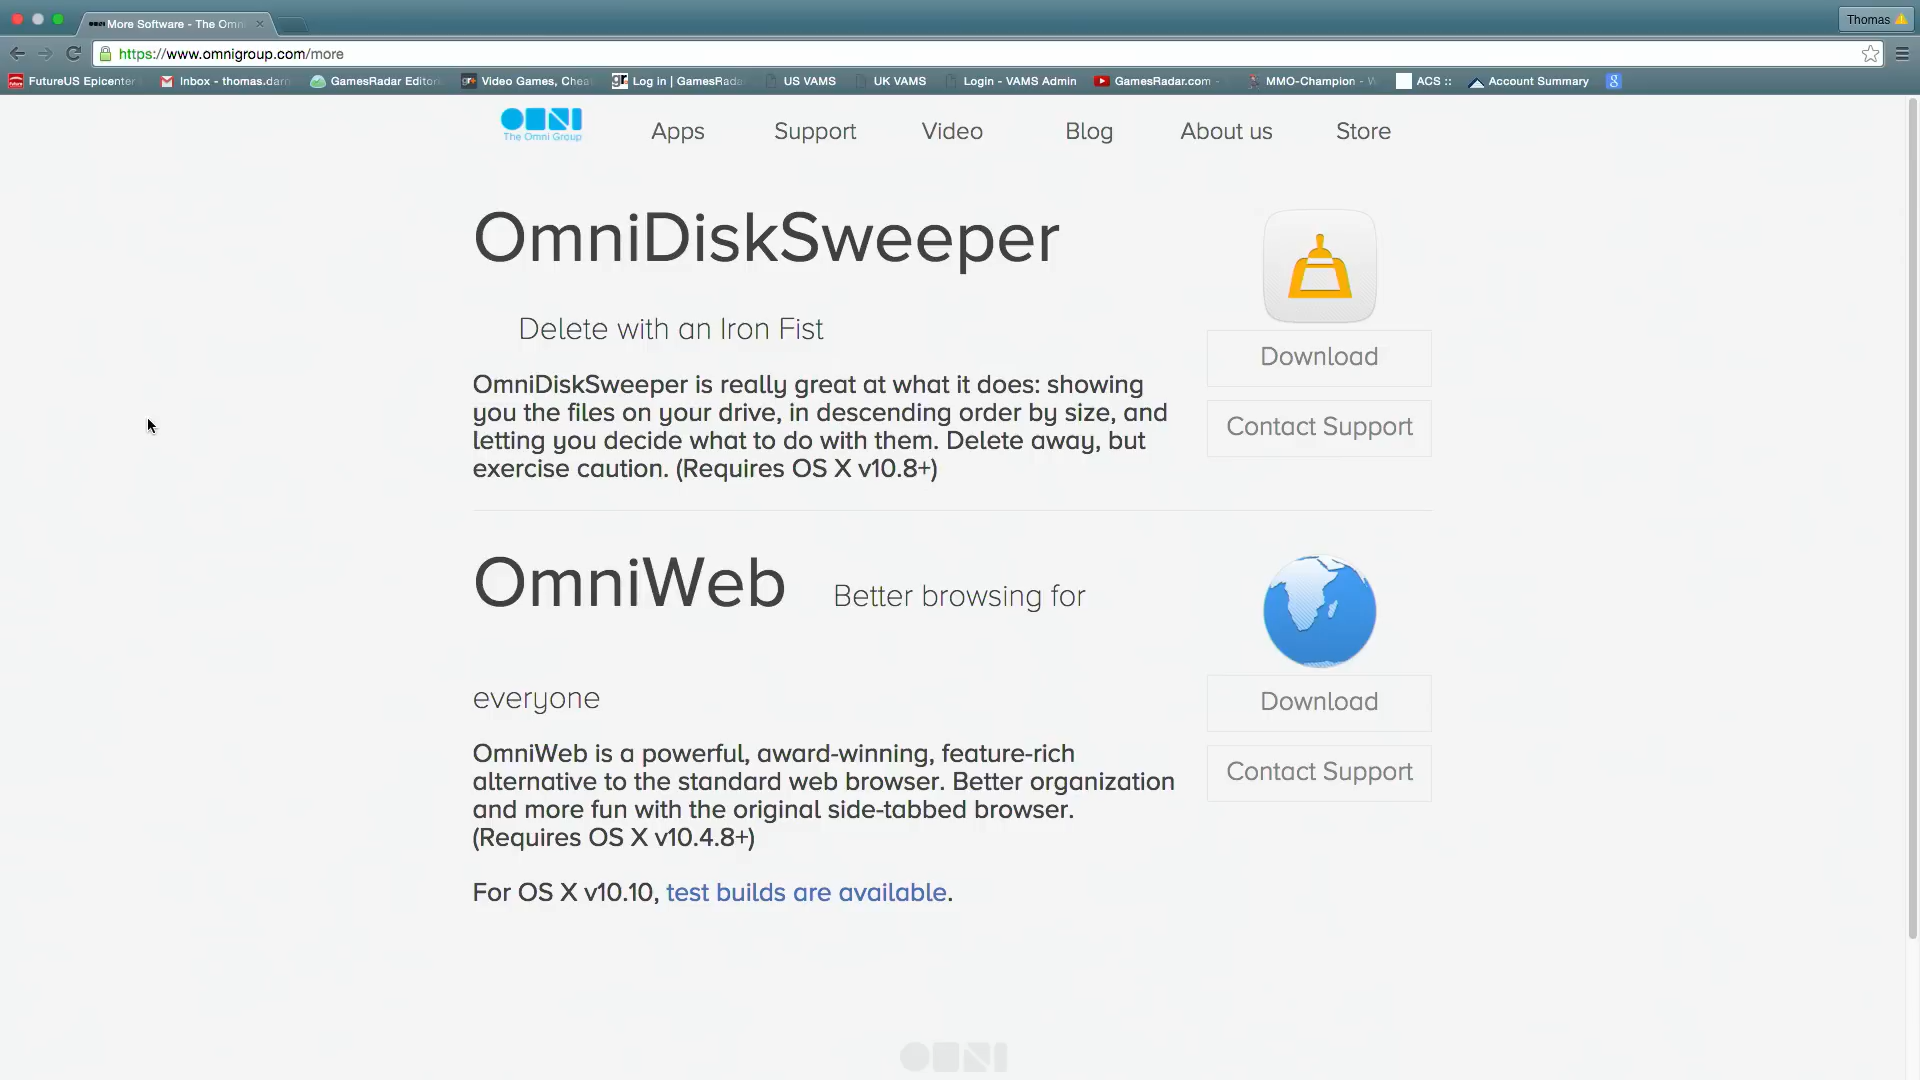 More Software - The Omn
Thomas
https://www.omnigroup.com/more
FutureUS Epicenter Inbox - thomas.dar GamesRadar Editor Video Games, Chea Log in | GamesRada US VAMS UK VAMS Login - VAMS Admin GamesRadar.com - MMO-Champion - ACS :: Account Summary
OMNI
The Omni Group
Apps Support Video Blog About us Store
OmniDiskSweeper
Delete with an Iron Fist
OmniDiskSweeper is really great at what it does: showing
you the files on your drive, in descending order by size, and
letting you decide what to do with them. Delete away, but
exercise caution. (Requires OS X v10.8+)
Download
Contact Support
OmniWeb Better browsing for
everyone
OmniWeb is a powerful, award-winning, feature-rich
alternative to the standard web browser. Better organization
and more fun with the original side-tabbed browser.
(Requires OS X v10.4.8+)
For OS X v10.10, test builds are available.
Download
Contact Support
OMNI